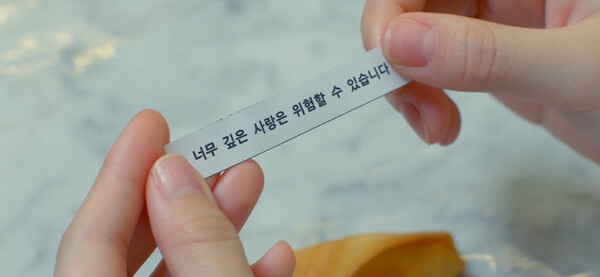 너무 깊은 사랑은 위험할 수 있습니다